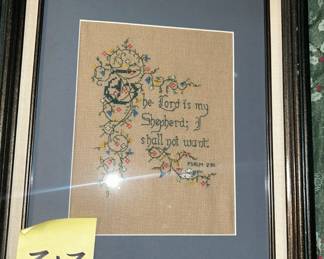 The Lord is my
Shepherd; I
shall not want.
PSALM 23:1